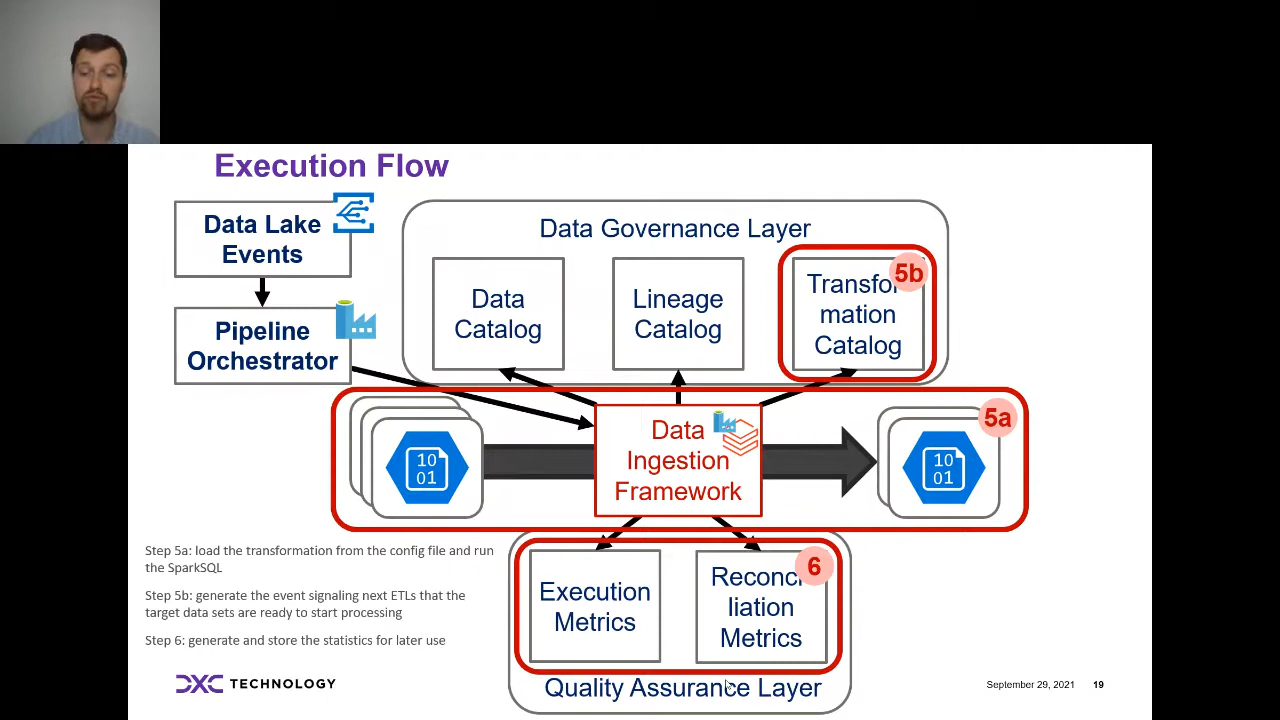 Execution Flow
Data Lake
Events
Pipeline
Orchestrator
Data Governance Layer
Data
Catalog
Lineage
Catalog
5b
Transfor
mation
Catalog
5a
10
01
Data
Ingestion
Framework
10
01
Step 5a: load the transformation from the config file and run
the SparkSQL
Step 5b: generate the event signaling next ETLs that the
target data sets are ready to start processing
Step 6: generate and store the statistics for later use
Execution
Metrics
6
Reconci
liation
Metrics
Quality Assurance Layer
DXC TECHNOLOGY
September 29, 2021 19